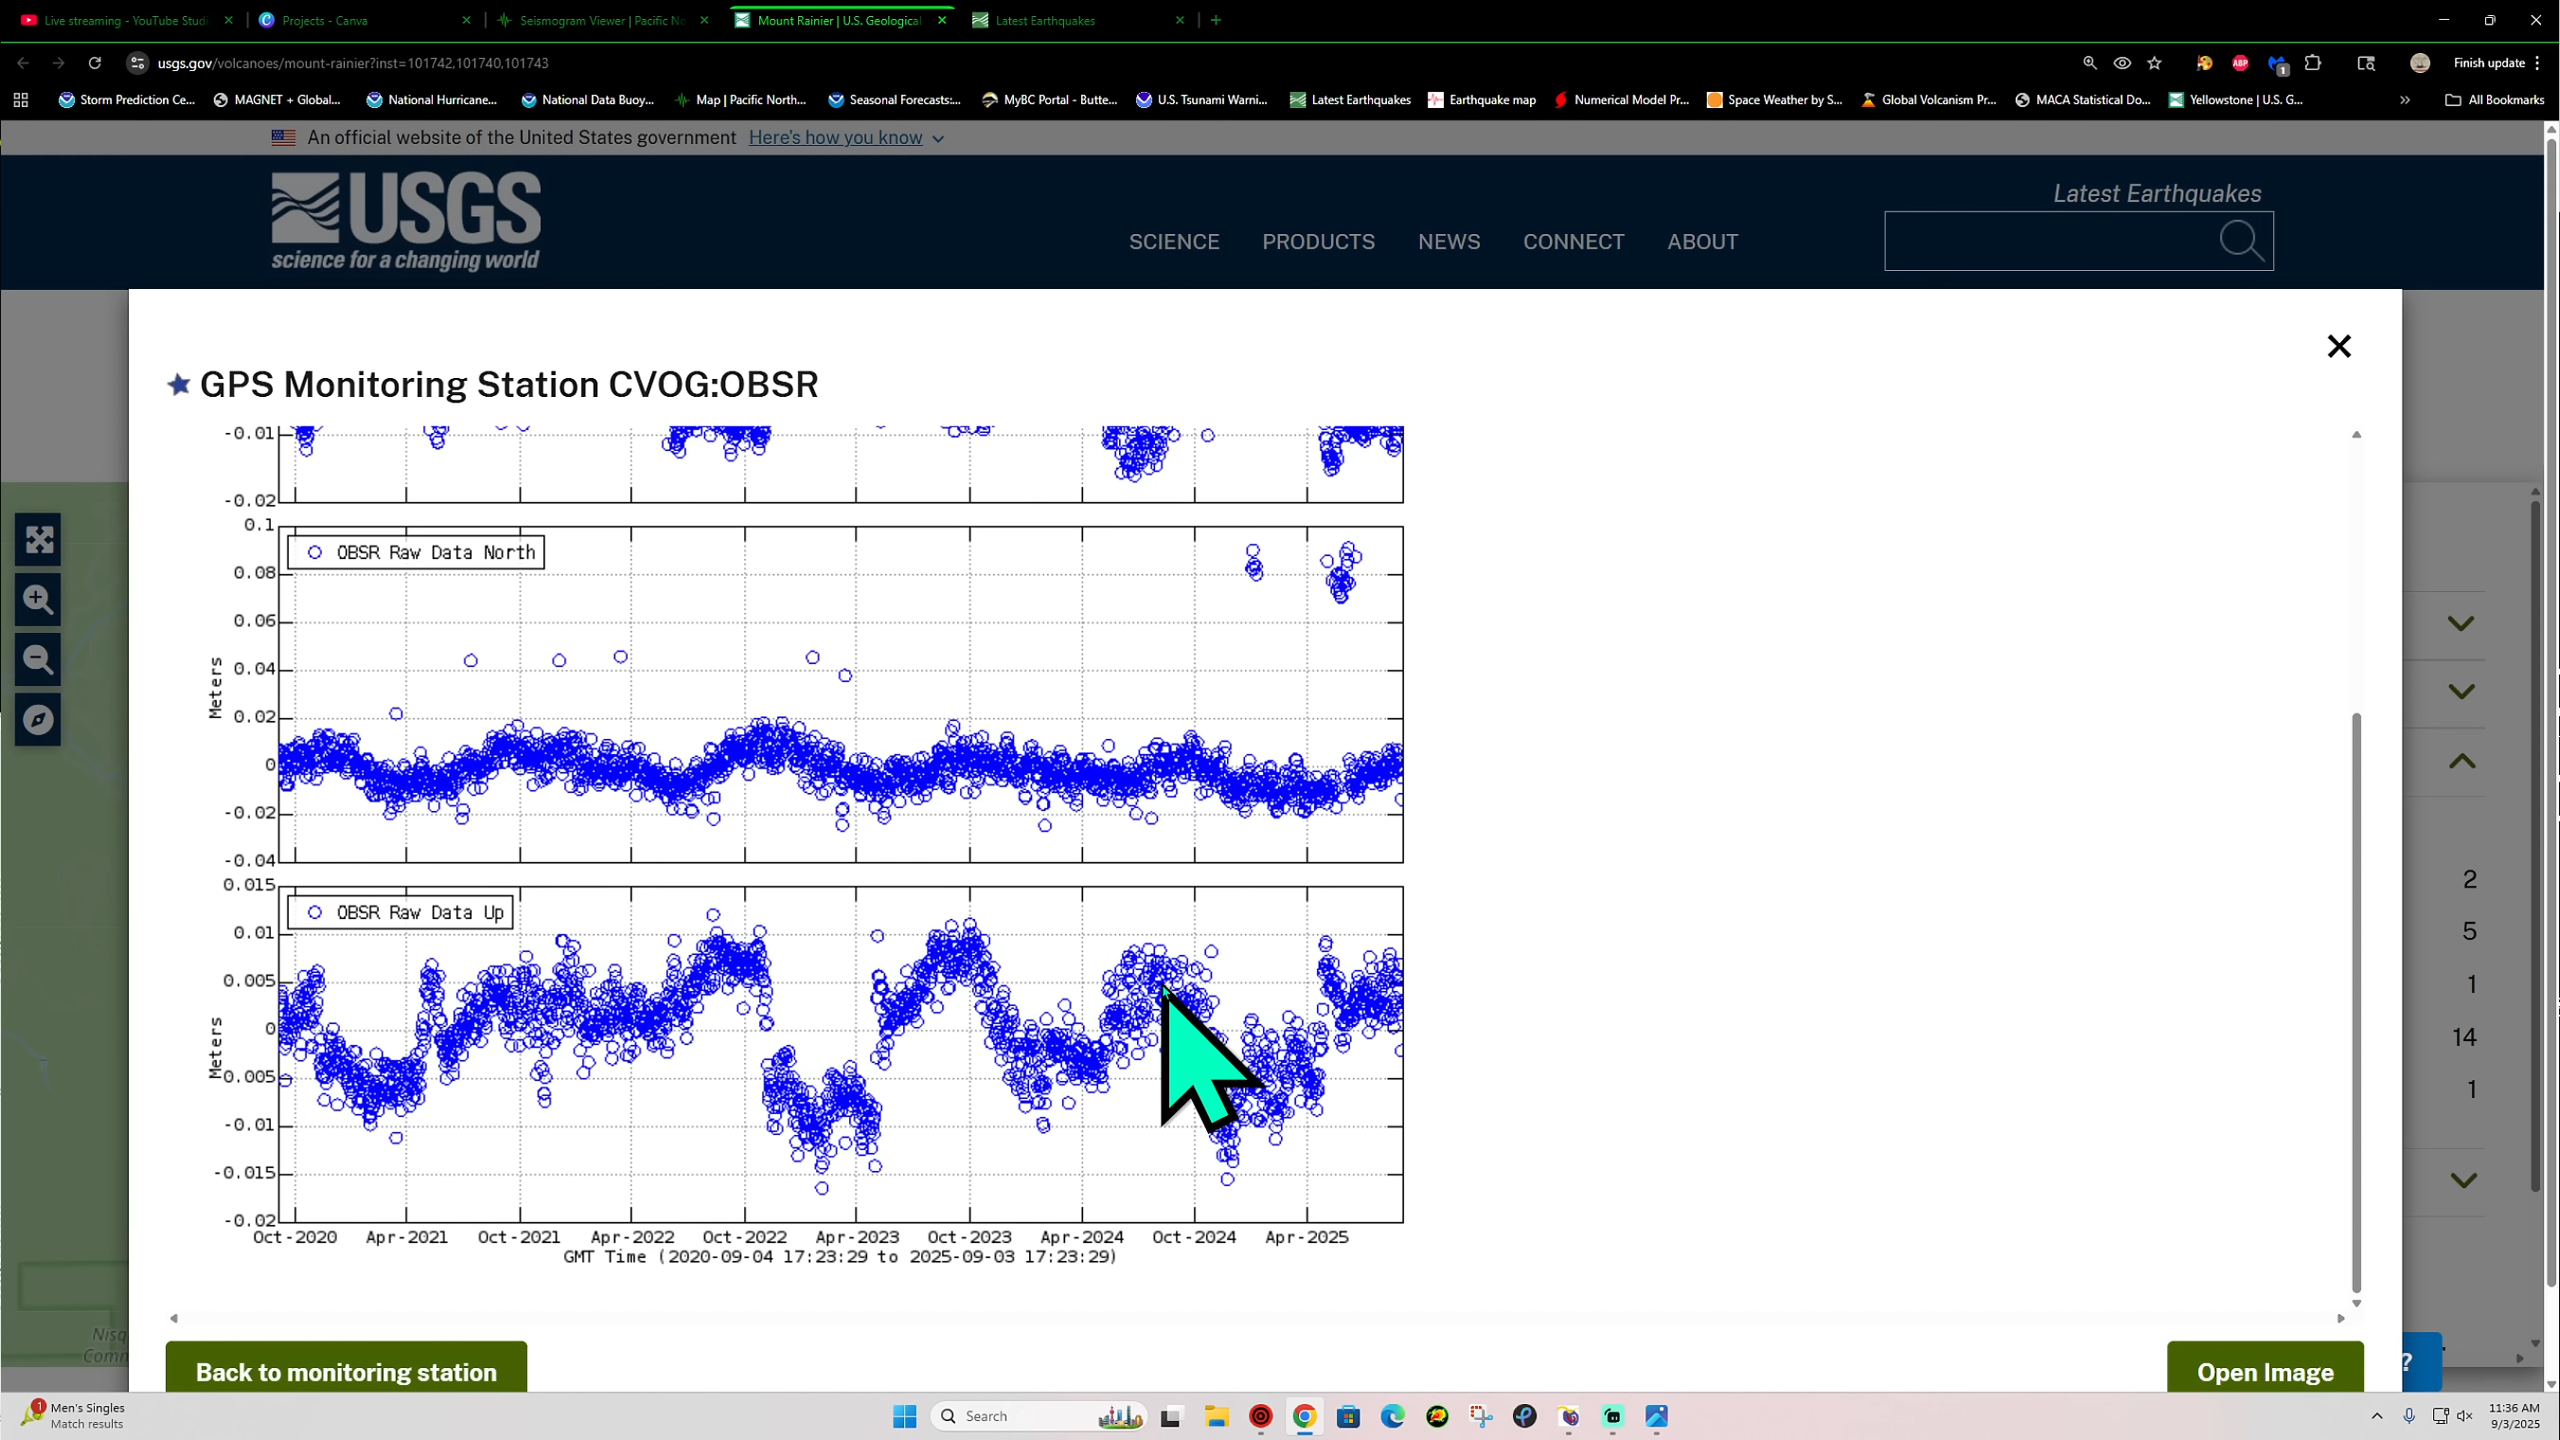 Live streaming - YouTube Studi
Projects - Canva
Seismogram Viewer | Pacific No
Mount Rainier | U.S. Geological
Latest Earthquakes
usgs.gov/volcanoes/mount-rainier?inst=101742,101740,101743
Finish update
Storm Prediction Ce...
MAGNET + Global...
National Hurricane...
National Data Buoy...
Map | Pacific North...
Seasonal Forecasts:...
MyBC Portal - Butte...
U.S. Tsunami Warni...
Latest Earthquakes
Earthquake map
Numerical Model Pr...
Space Weather by S...
Global Volcanism Pr...
MACA Statistical Do...
Yellowstone | U.S. G...
»
All Bookmarks
ABP
1
An official website of the United States government Here's how you know
USGS
science for a changing world
SCIENCE
PRODUCTS
NEWS
CONNECT
ABOUT
Latest Earthquakes
GPS Monitoring Station CVOG:OBSR
-0.01
-0.02
0.1
0.08
0.06
0.04
0.02
0
-0.02
-0.04
Meters
OBSR Raw Data North
0.015
0.01
0.005
0
-0.005
-0.01
-0.015
-0.02
Meters
OBSR Raw Data Up
Oct-2020 Apr-2021 Oct-2021 Apr-2022 Oct-2022 Apr-2023 Oct-2023 Apr-2024 Oct-2024 Apr-2025
GMT Time (2020-09-04 17:23:29 to 2025-09-03 17:23:29)
2
5
1
14
1
Nisq
Comm
Back to monitoring station
Open Image
?
1
Men's Singles
Match results
Search
11:36 AM
9/3/2025